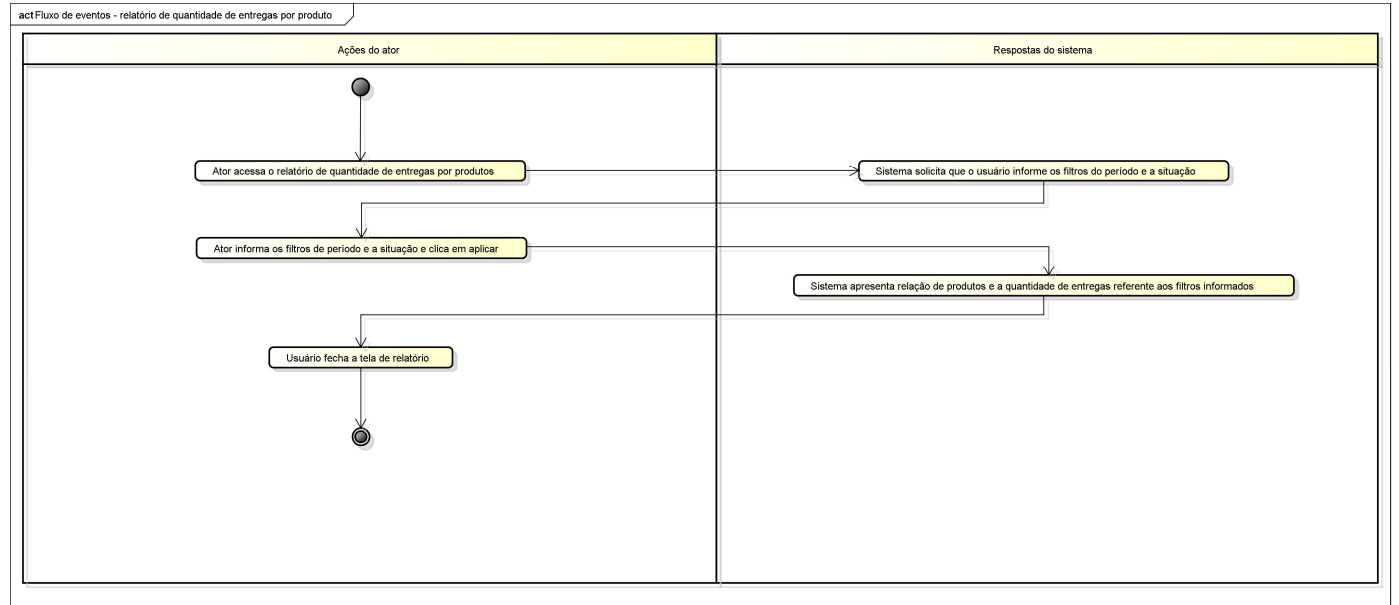 act Fluxo de eventos - relatório de quantidade de entregas por produto
Ações do ator
Respostas do sistema
Ator acessa o relatório de quantidade de entregas por produtos
Sistema solicita que o usuário informe os filtros do período e a situação
Ator informa os filtros de período e a situação e clica em aplicar
Sistema apresenta relação de produtos e a quantidade de entregas referente aos filtros informados
Usuário fecha a tela de relatório